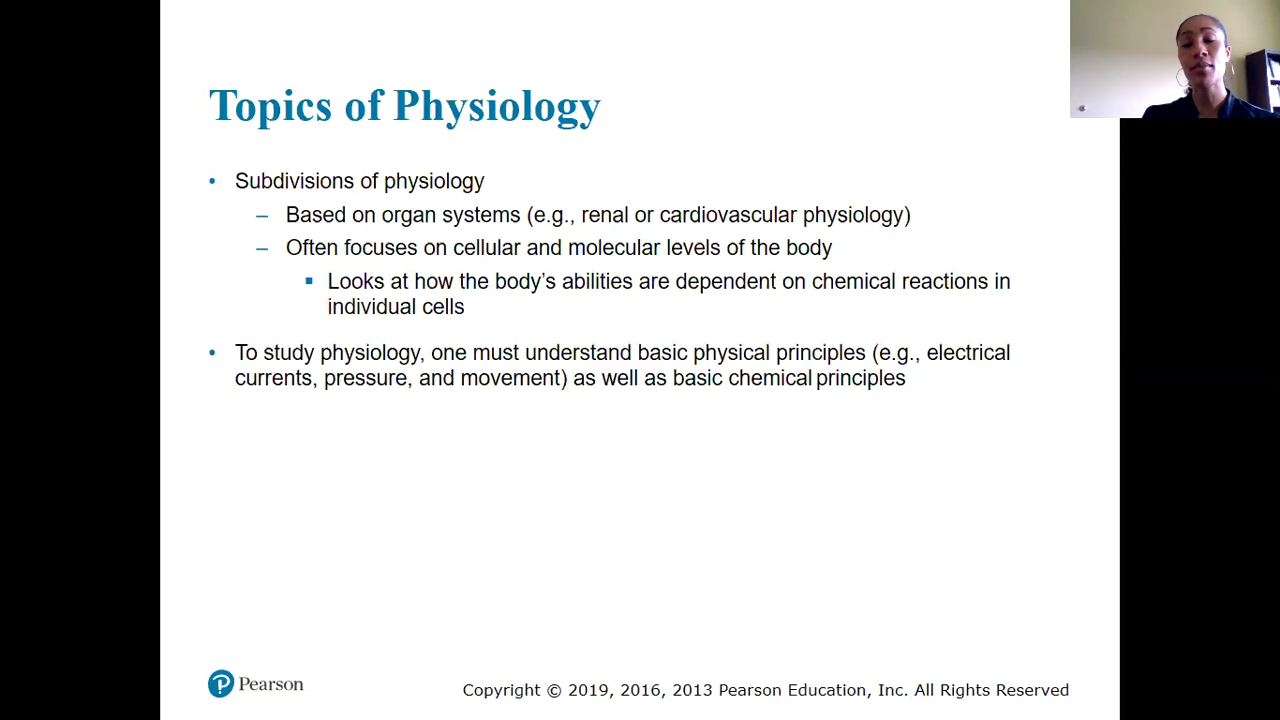 Topics of Physiology
• Subdivisions of physiology
– Based on organ systems (e.g., renal or cardiovascular physiology)
– Often focuses on cellular and molecular levels of the body
▪ Looks at how the body’s abilities are dependent on chemical reactions in
individual cells
• To study physiology, one must understand basic physical principles (e.g., electrical
currents, pressure, and movement) as well as basic chemical principles
Pearson
Copyright © 2019, 2016, 2013 Pearson Education, Inc. All Rights Reserved